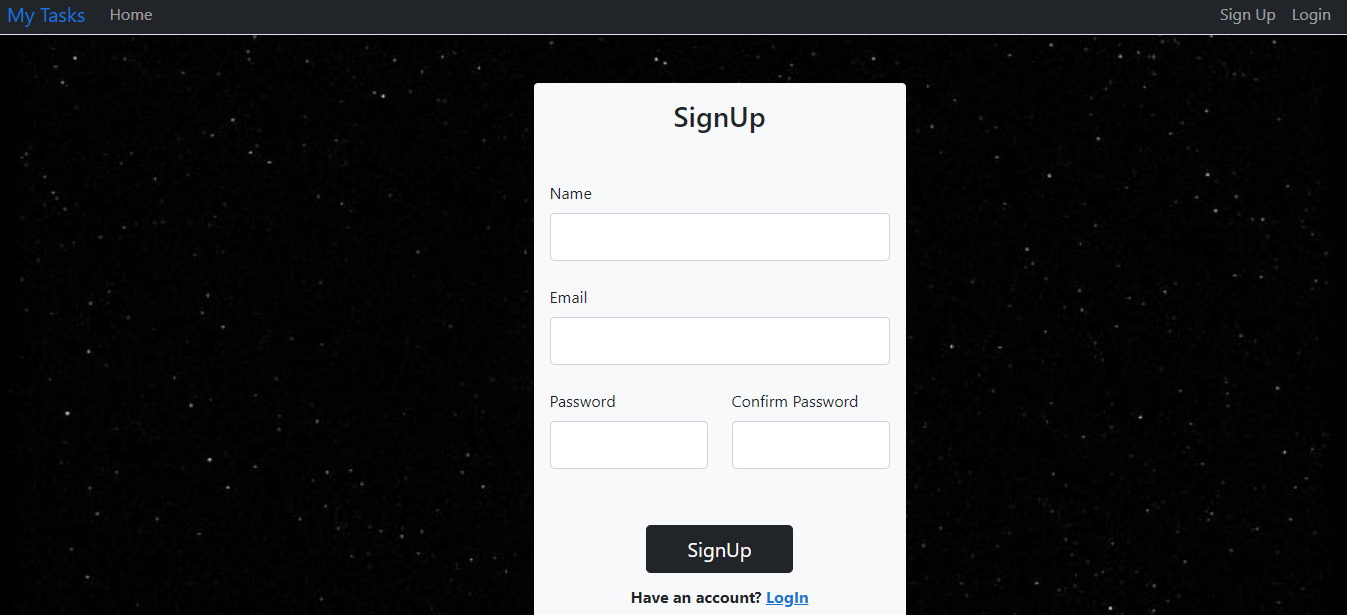 My Tasks Home Sign Up Login
SignUp
Name
Email
Password Confirm Password
SignUp
Have an account? LogIn